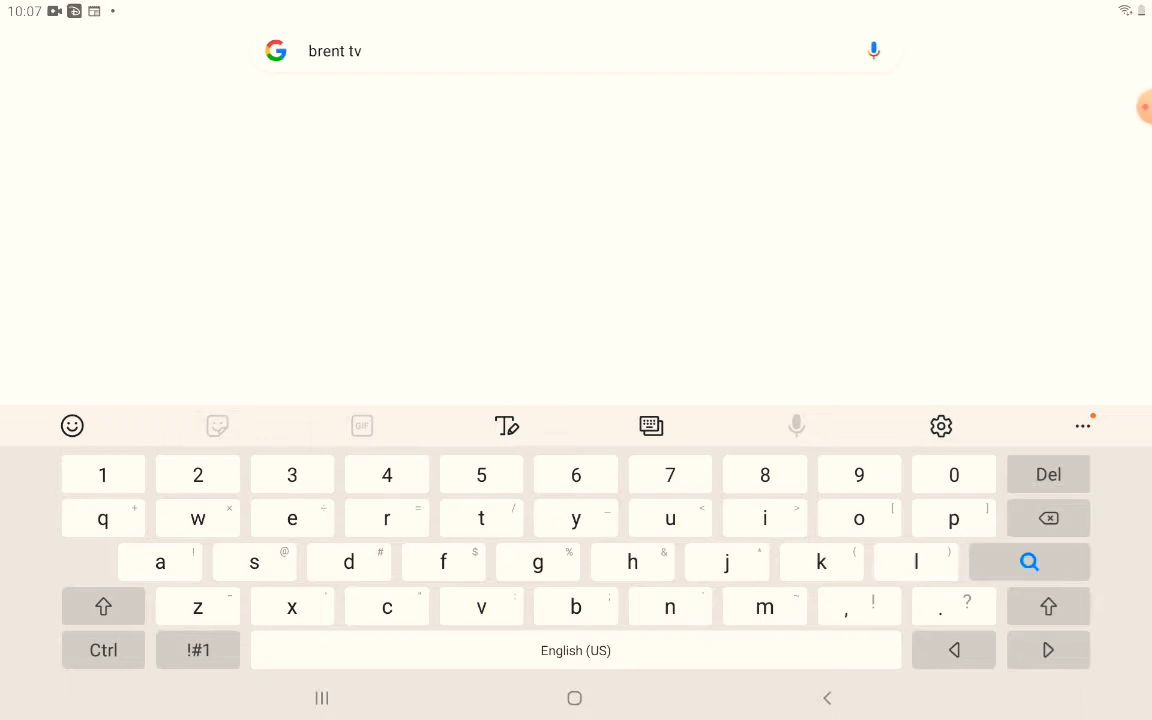 10:07
brent tv
GIF
1 2 3 4 5 6 7 8 9 0 Del
q + w × e ÷ r = t / y _ u < i > o [ p ]
a ! s @ d # f $ g % h & j * k ( l )
z - x ' c " v : b ; n ` m ~ , ! . ?
Ctrl !#1 English (US)